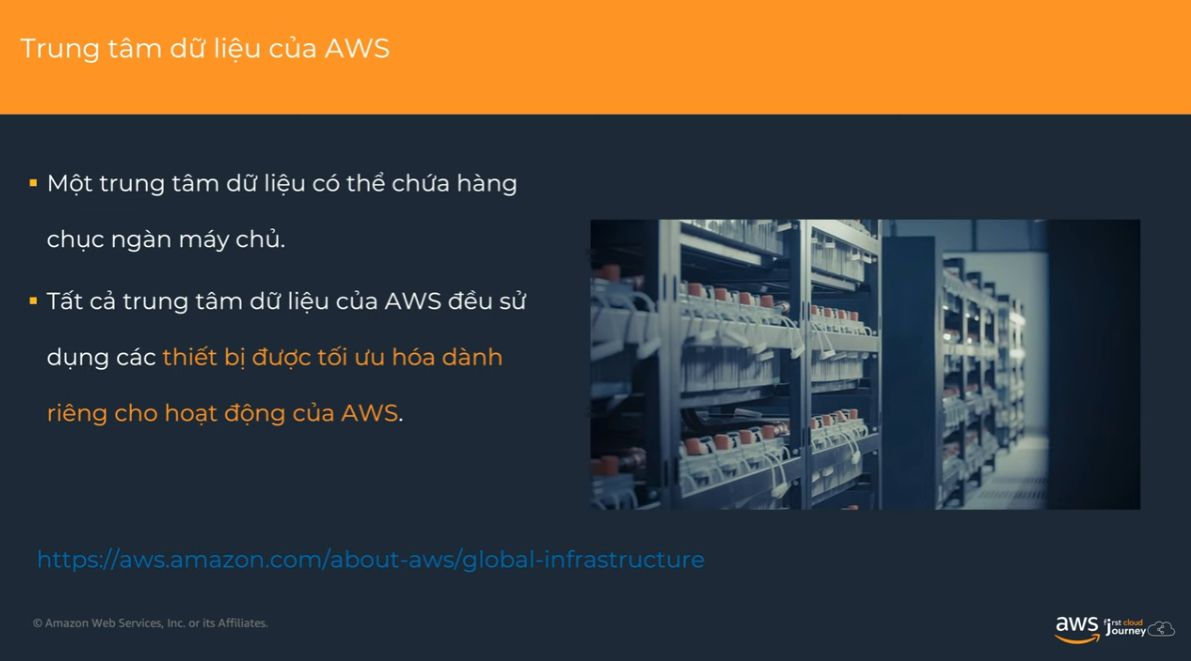 Trung tâm dữ liệu của AWS
▪ Một trung tâm dữ liệu có thể chứa hàng
chục ngàn máy chủ.
▪ Tất cả trung tâm dữ liệu của AWS đều sử
dụng các thiết bị được tối ưu hóa dành
riêng cho hoạt động của AWS.
https://aws.amazon.com/about-aws/global-infrastructure
© Amazon Web Services, Inc. or its Affiliates.
aws first cloud
journey